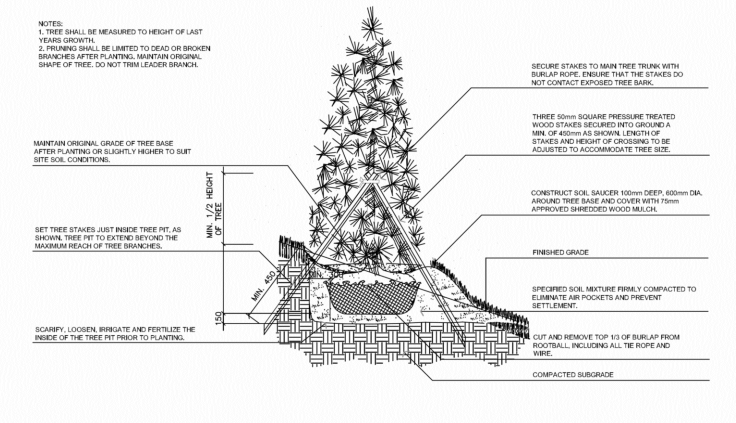 NOTES:
1. TREE SHALL BE MEASURED TO HEIGHT OF LAST
YEARS GROWTH.
2. PRUNING SHALL BE LIMITED TO DEAD OR BROKEN
BRANCHES AFTER PLANTING. MAINTAIN ORIGINAL
SHAPE OF TREE. DO NOT TRIM LEADER BRANCH.
MAINTAIN ORIGINAL GRADE OF TREE BASE
AFTER PLANTING OR SLIGHTLY HIGHER TO SUIT
SITE SOIL CONDITIONS.
SET TREE STAKES JUST INSIDE TREE PIT, AS
SHOWN. TREE PIT TO EXTEND BEYOND THE
MAXIMUM REACH OF TREE BRANCHES.
SCARIFY, LOOSEN, IRRIGATE AND FERTILIZE THE
INSIDE OF THE TREE PIT PRIOR TO PLANTING.
MIN. 1/2 HEIGHT
OF TREE
150
MIN. 450
MIN. 300
SECURE STAKES TO MAIN TREE TRUNK WITH
BURLAP ROPE. ENSURE THAT THE STAKES DO
NOT CONTACT EXPOSED TREE BARK.
THREE 50mm SQUARE PRESSURE TREATED
WOOD STAKES SECURED INTO GROUND A
MIN. OF 450mm AS SHOWN. LENGTH OF
STAKES AND HEIGHT OF CROSSING TO BE
ADJUSTED TO ACCOMMODATE TREE SIZE.
CONSTRUCT SOIL SAUCER 100mm DEEP, 600mm DIA.
AROUND TREE BASE AND COVER WITH 75mm
APPROVED SHREDDED WOOD MULCH.
FINISHED GRADE
SPECIFIED SOIL MIXTURE FIRMLY COMPACTED TO
ELIMINATE AIR POCKETS AND PREVENT
SETTLEMENT.
CUT AND REMOVE TOP 1/3 OF BURLAP FROM
ROOTBALL, INCLUDING ALL TIE ROPE AND
WIRE.
COMPACTED SUBGRADE